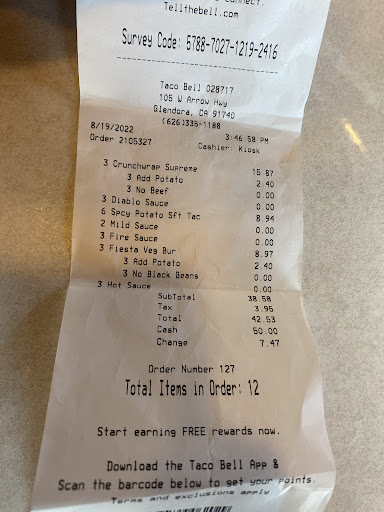 connect.
Tellthebell.com
Survey Code: 5788-7027-1219-2416
Taco Bell 028717
105 W Arrow Hwy
Glendora, CA 91740
(626)335-1188
8/19/2022 3:46:58 PM
Order 2105327 Cashier: Kiosk
3 Crunchwrap Supreme 15.87
3 Add Potato 2.40
3 No Beef 0.00
3 Diablo Sauce 0.00
6 Spcy Potato Sft Tac 8.94
2 Mild Sauce 0.00
3 Fire Sauce 0.00
3 Fiesta Veg Bur 8.97
3 Add Potato 2.40
3 No Black Beans 0.00
3 Hot Sauce 0.00
SubTotal 38.58
Tax 3.95
Total 42.53
Cash 50.00
Change 7.47
Order Number 127
Total Items in Order: 12
Start earning FREE rewards now.
Download the Taco Bell App &
Scan the barcode below to get your points.
Terms and exclusions apply